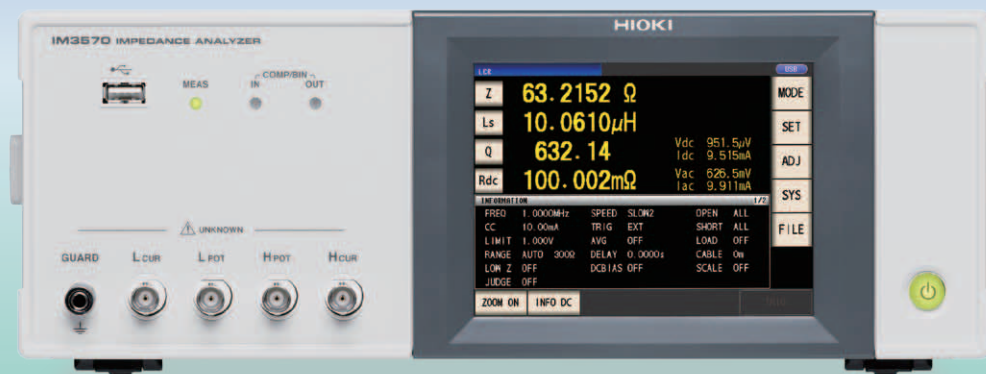 HIOKI
IM3570 IMPEDANCE ANALYZER
MEAS
COMP/BIN
IN OUT
LCR USB
Z 63.2152 Ω
Ls 10.0610μH
Q 632.14
Rdc 100.002mΩ
Vdc 951.5μV
Idc 9.515mA
Vac 626.5mV
Iac 9.911mA
MODE
SET
ADJ
SYS
FILE
INFORMATION 1/2
FREQ 1.0000MHz SPEED SLOW2 OPEN ALL
CC 10.00mA TRIG EXT SHORT ALL
LIMIT 1.000V AVG OFF LOAD OFF
RANGE AUTO 300Ω DELAY 0.0000s CABLE 0m
LOW Z OFF DCBIAS OFF SCALE OFF
JUDGE OFF
ZOOM ON INFO DC
UNKNOWN
GUARD LCUR LPOT HPOT HCUR